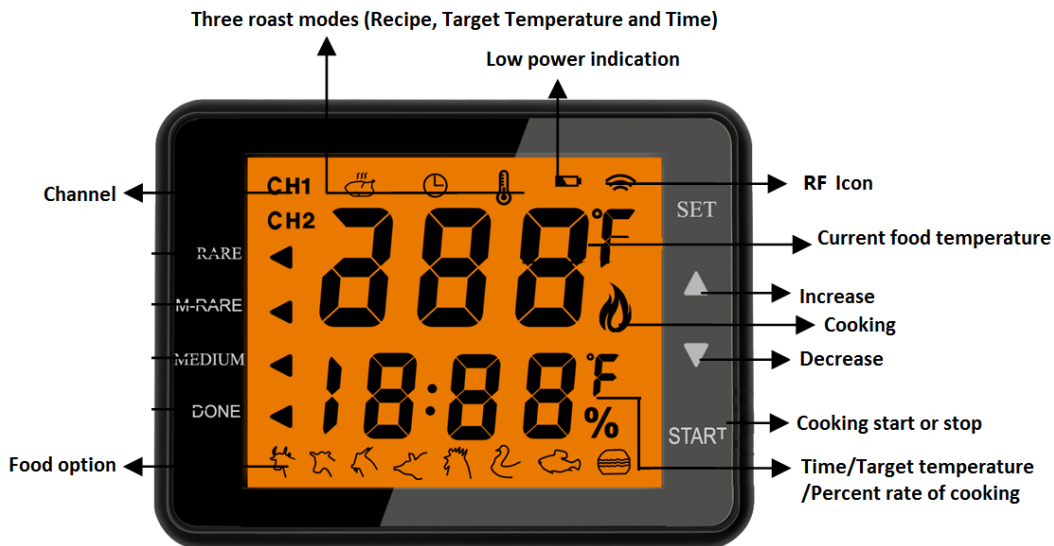 Three roast modes (Recipe, Target Temperature and Time)
Low power indication
Channel
CH1
RF Icon
CH2
SET
288 °F
Current food temperature
RARE
Increase
M-RARE
Cooking
MEDIUM
Decrease
18:88 °F
%
DONE
Cooking start or stop
START
Food option
Time/Target temperature
/Percent rate of cooking